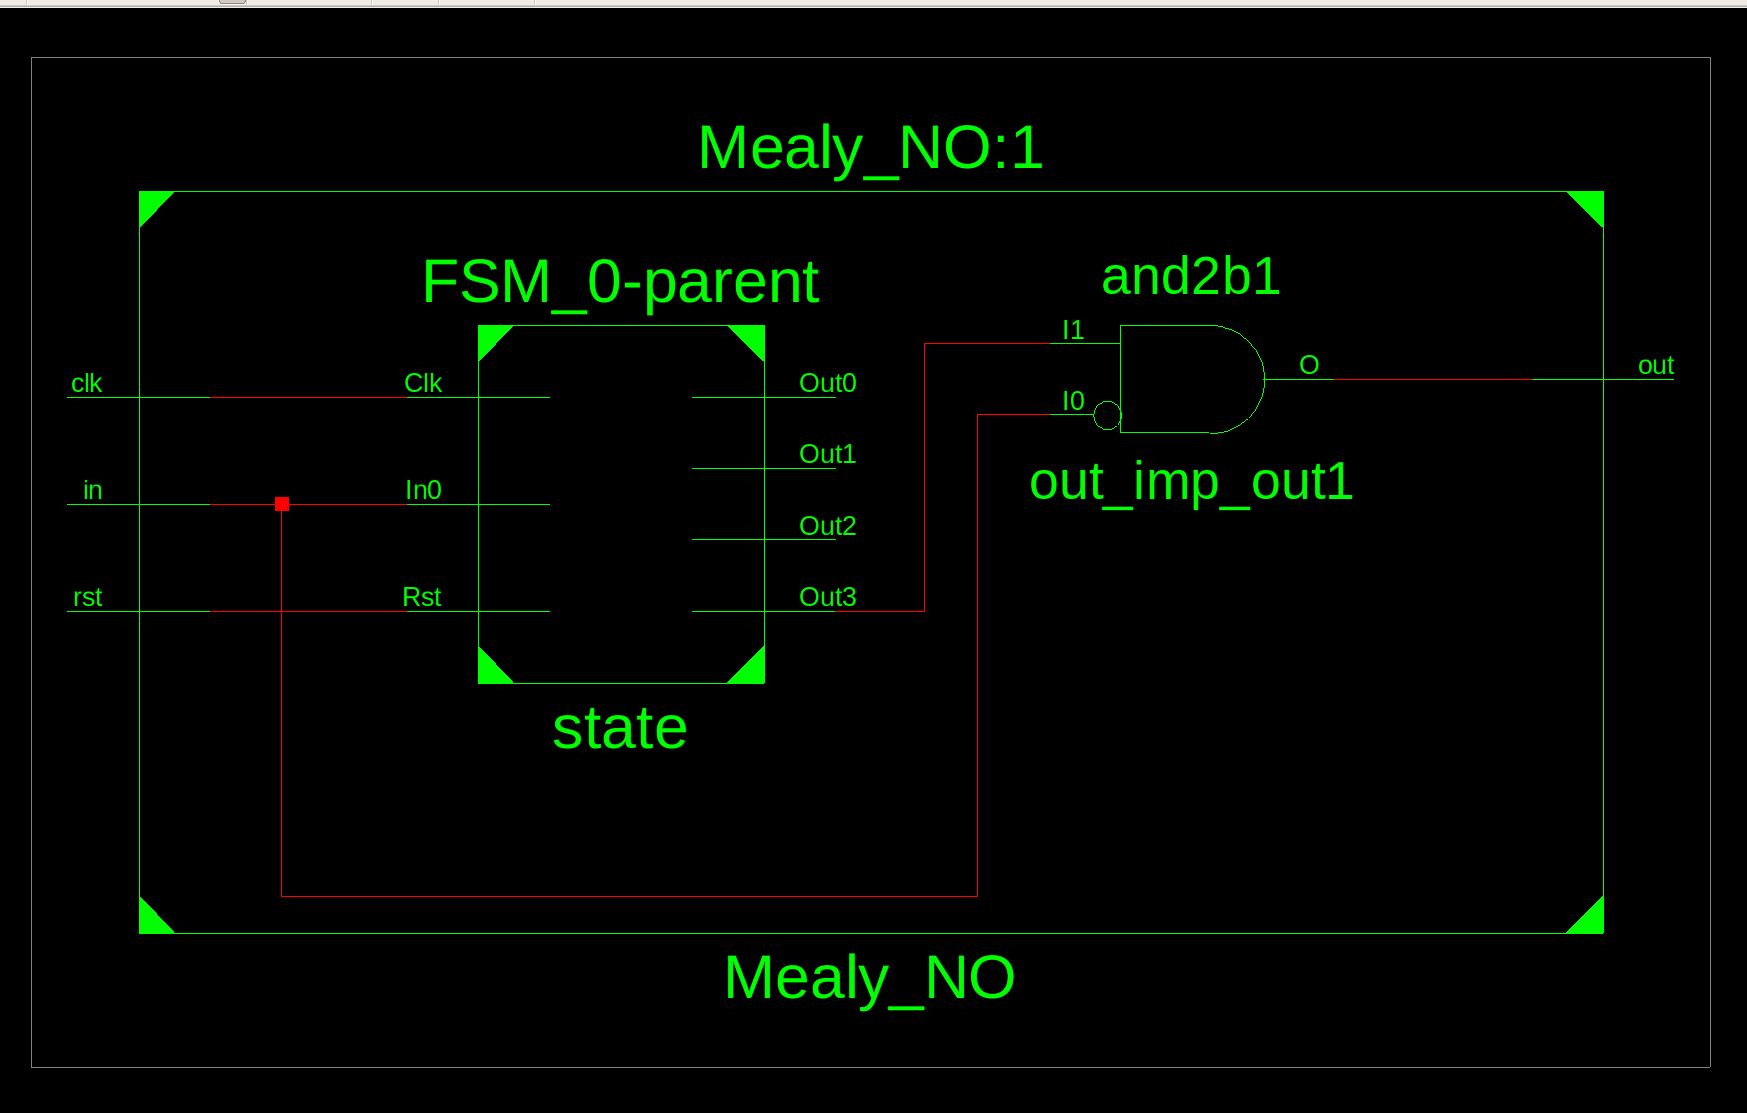 Mealy_NO:1
FSM_0-parent
and2b1
clk
Clk
Out0
I1
I0
O
out
in
In0
Out1
Out2
out_imp_out1
rst
Rst
Out3
state
Mealy_NO